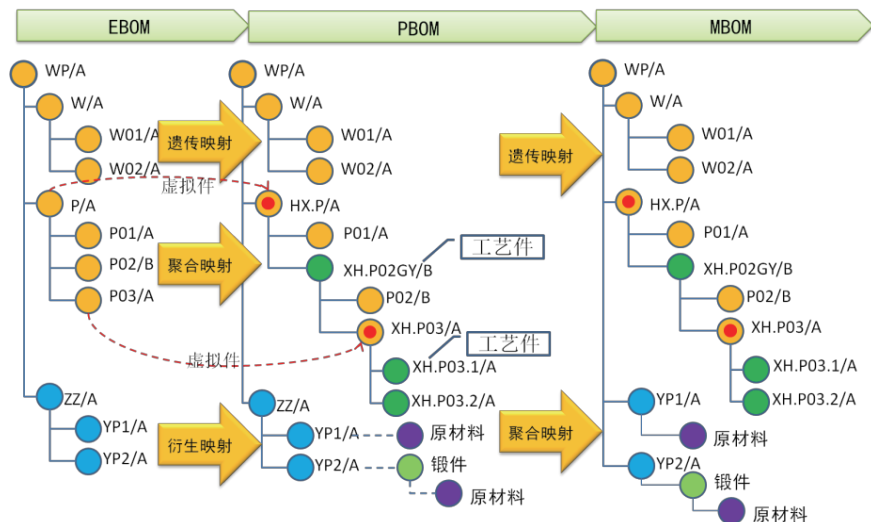 EBOM
PBOM
MBOM
WP/A
W/A
W01/A
W02/A
P/A
P01/A
P02/B
P03/A
ZZ/A
YP1/A
YP2/A
遗传映射
虚拟件
聚合映射
虚拟件
衍生映射
WP/A
W/A
W01/A
W02/A
HX.P/A
P01/A
XH.P02GY/B
工艺件
P02/B
XH.P03/A
工艺件
XH.P03.1/A
XH.P03.2/A
ZZ/A
YP1/A
原材料
YP2/A
锻件
原材料
遗传映射
聚合映射
WP/A
W/A
W01/A
W02/A
HX.P/A
P01/A
XH.P02GY/B
P02/B
XH.P03/A
XH.P03.1/A
XH.P03.2/A
YP1/A
原材料
YP2/A
锻件
原材料